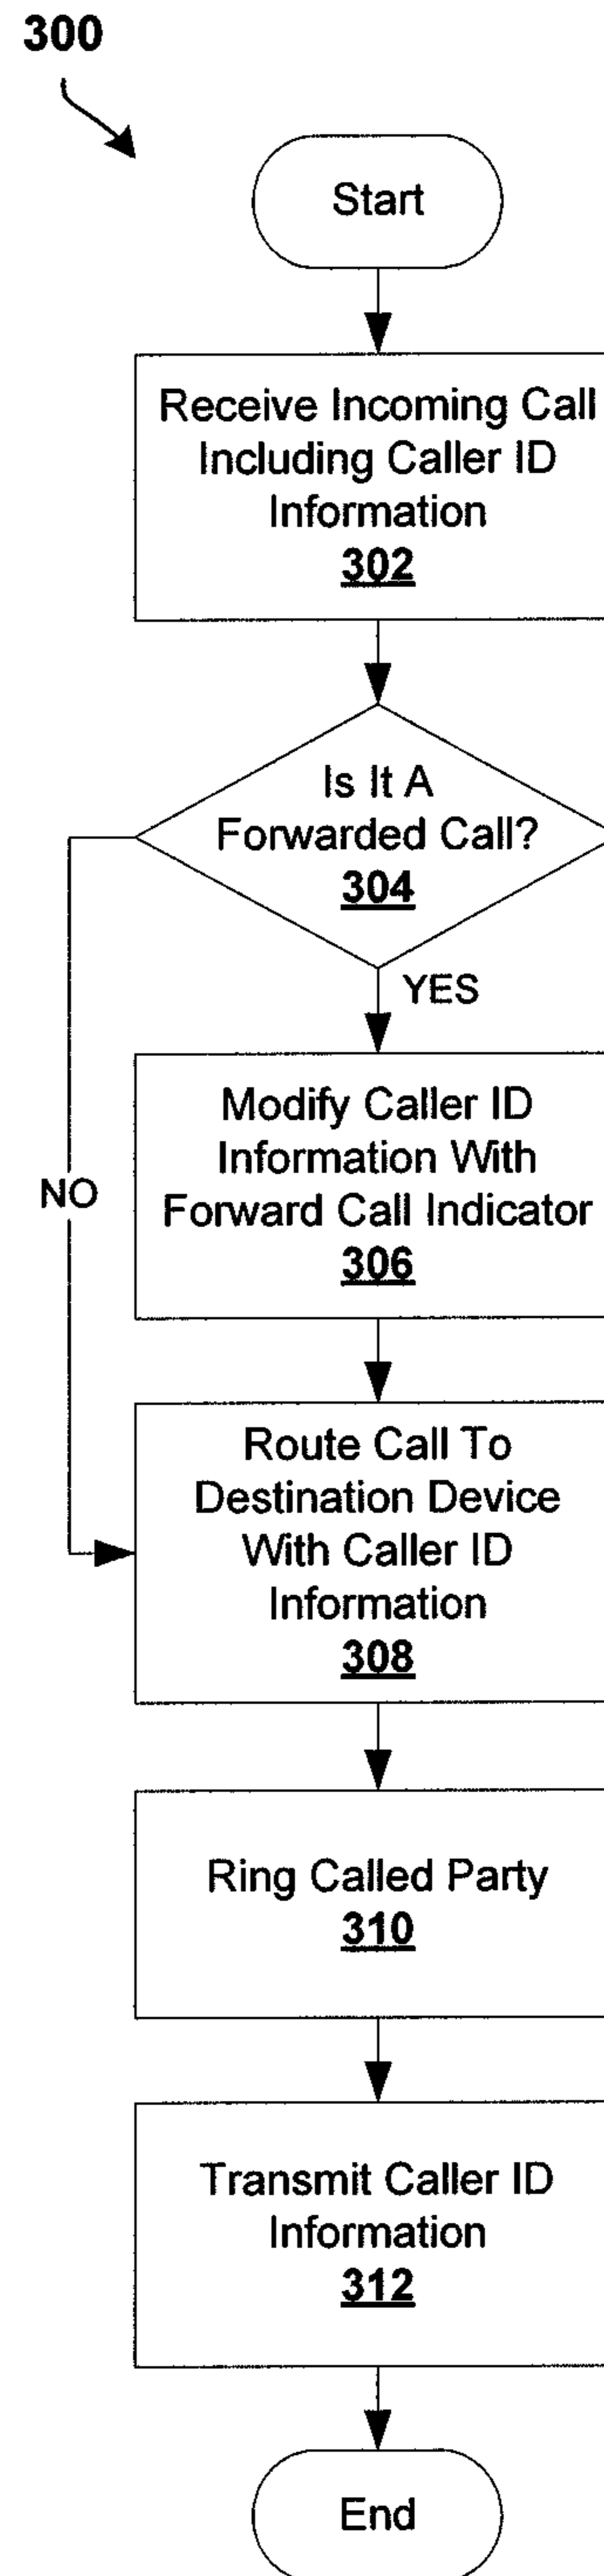 300
Start
Receive Incoming Call
Including Caller ID
Information
302
Is It A
Forwarded Call?
304
YES
Modify Caller ID
Information With
Forward Call Indicator
306
NO
Route Call To
Destination Device
With Caller ID
Information
308
Ring Called Party
310
Transmit Caller ID
Information
312
End